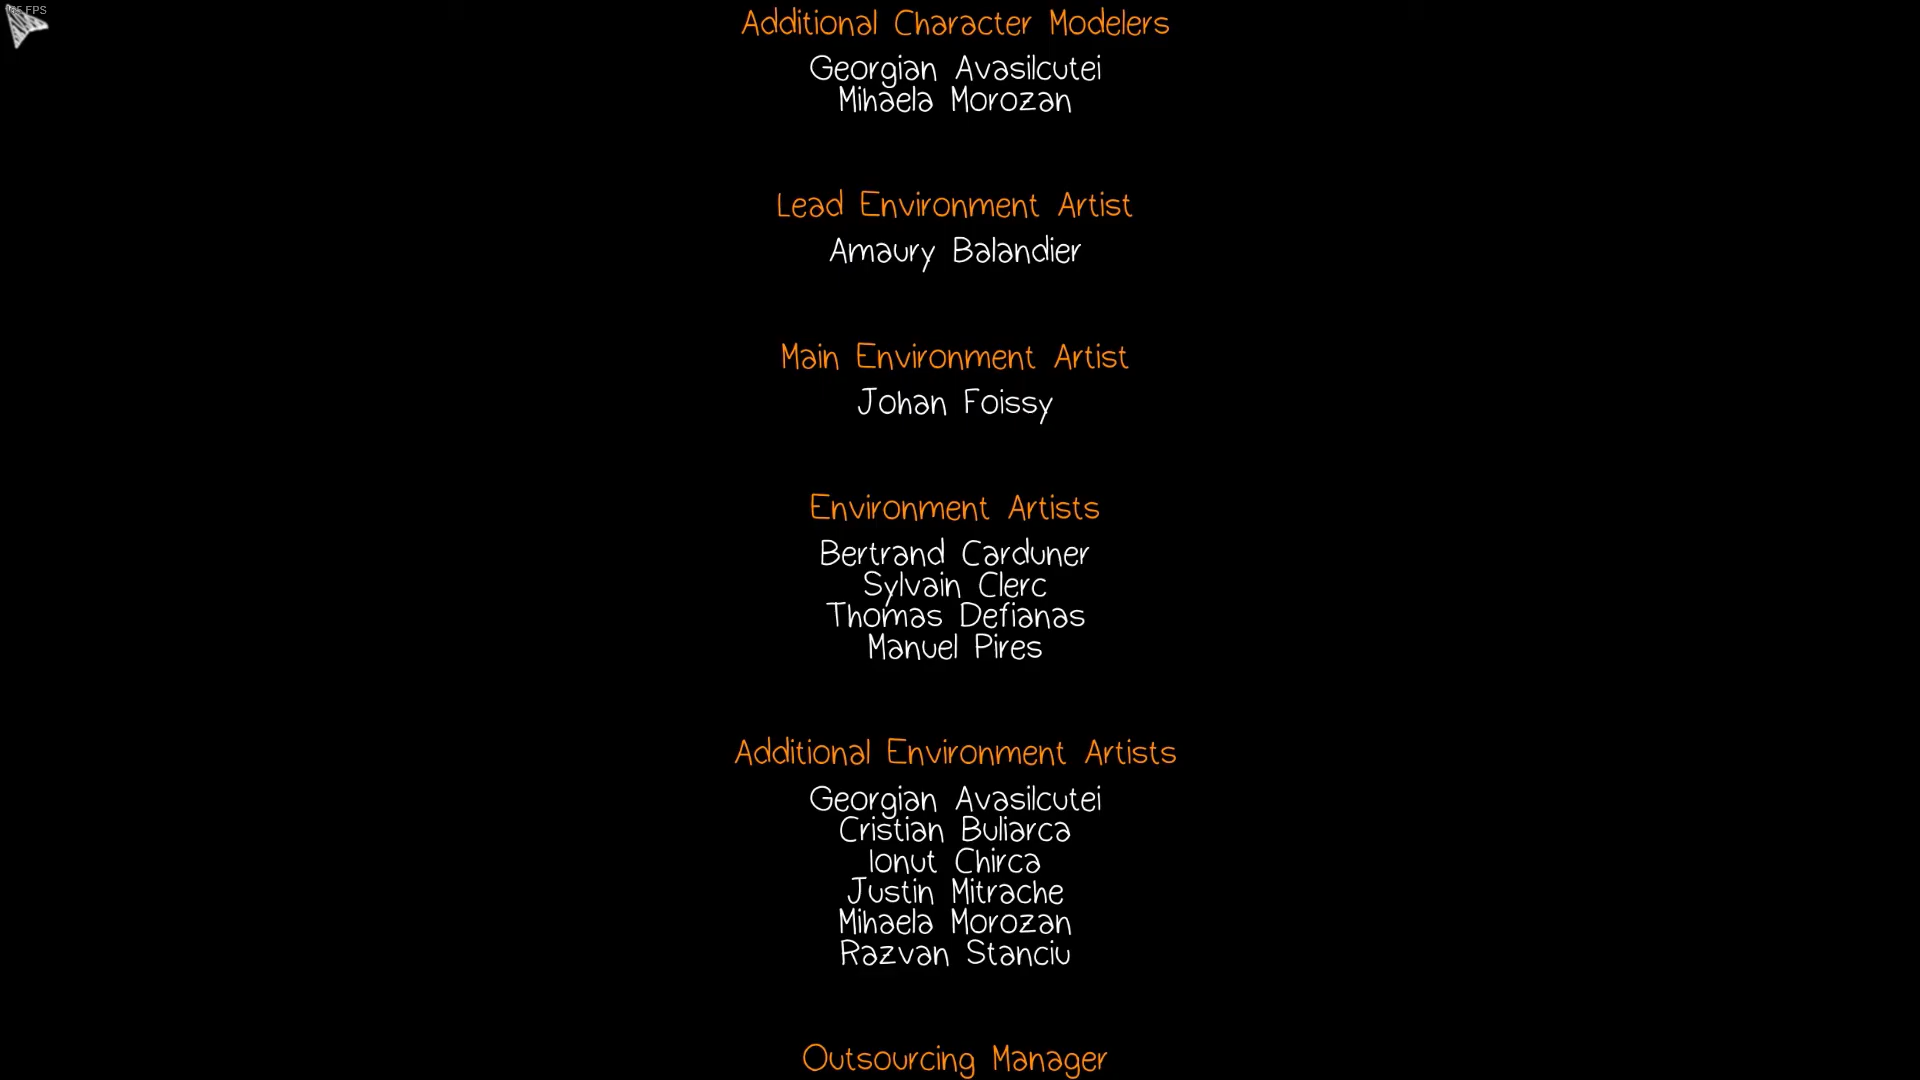 FPS
Additional Character Modelers
Georgian Avasilcutei
Mihaela Morozan
Lead Environment Artist
Amaury Balandier
Main Environment Artist
Johan Foissy
Environment Artists
Bertrand Carduner
Sylvain Clerc
Thomas Defianas
Manuel Pires
Additional Environment Artists
Georgian Avasilcutei
Cristian Buliarca
Ionut Chirca
Justin Mitrache
Mihaela Morozan
Razvan Stanciu
Outsourcing Manager